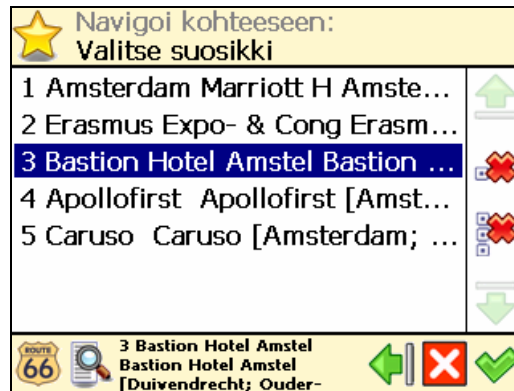 Navigoi kohteeseen:
Valitse suosikki
1 Amsterdam Marriott H Amste...
2 Erasmus Expo- & Cong Erasm...
3 Bastion Hotel Amstel Bastion ...
4 Apollofirst Apollofirst [Amst...
5 Caruso Caruso [Amsterdam; ...
ROUTE
66
3 Bastion Hotel Amstel
Bastion Hotel Amstel
[Duivendrecht; Ouder-